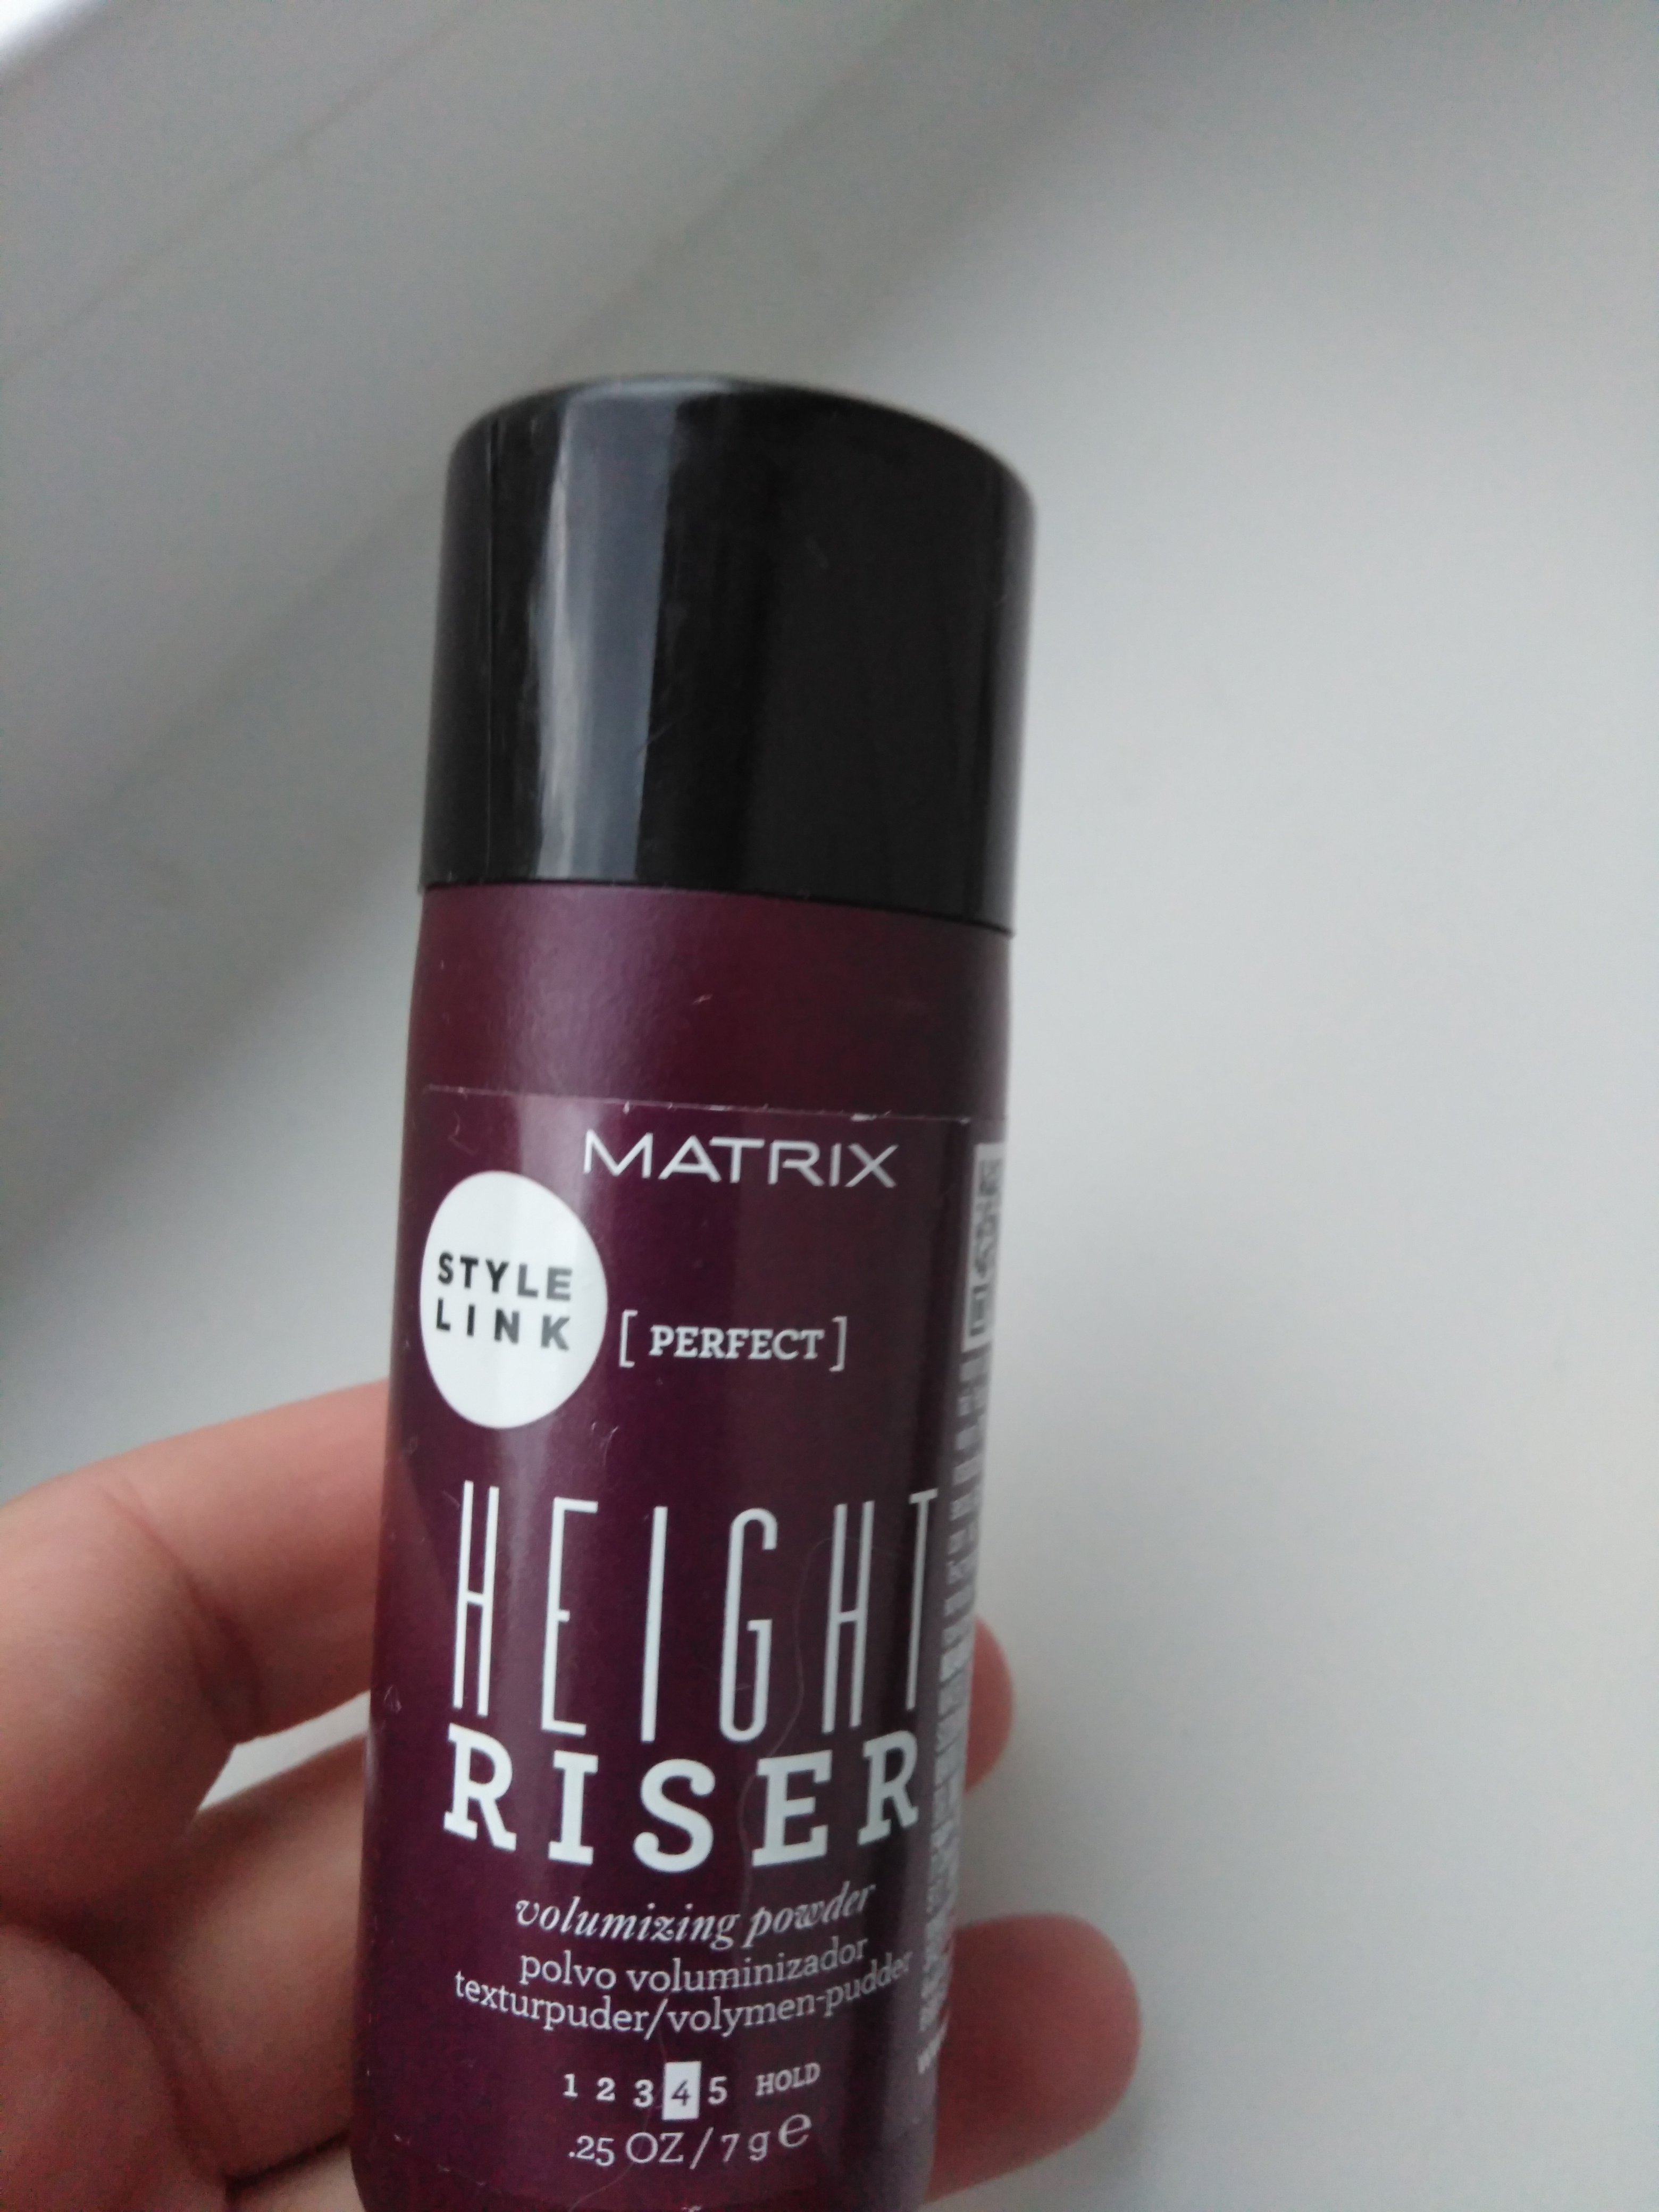 MATRIX
STYLE
LINK
[ PERFECT ]
HEIGHT
RISER
volumizing powder
polvo voluminizador
texturpuder/volymen-pudder
1 2 3 4 5 HOLD
.25 OZ / 7 g e